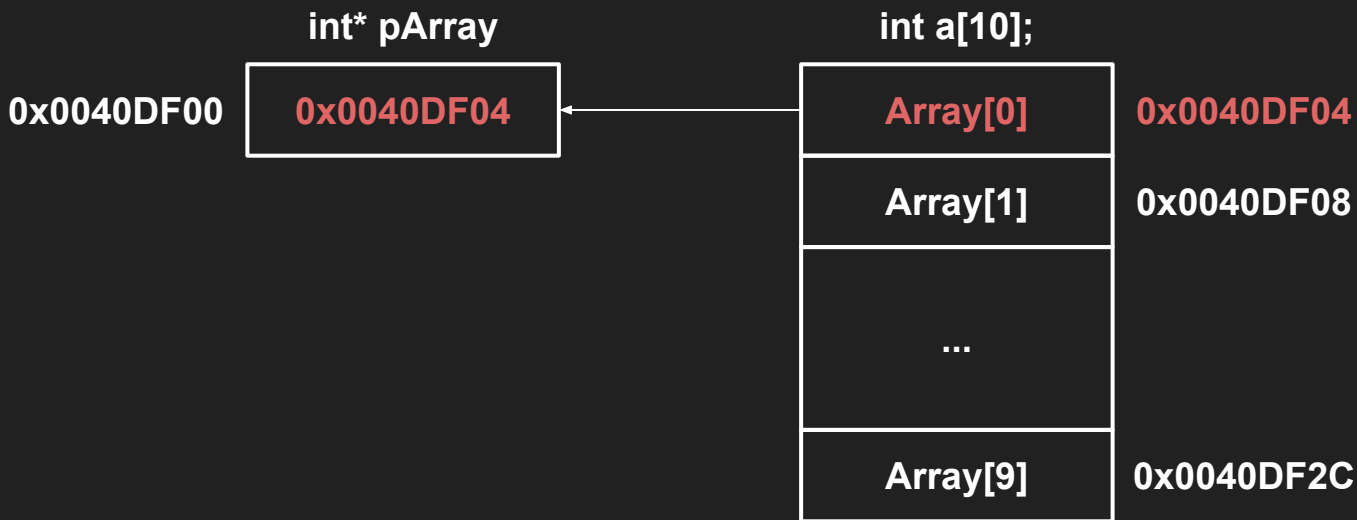 int* pArray
int a[10];
0x0040DF00
0x0040DF04
Array[0]
0x0040DF04
Array[1]
0x0040DF08
...
Array[9]
0x0040DF2C